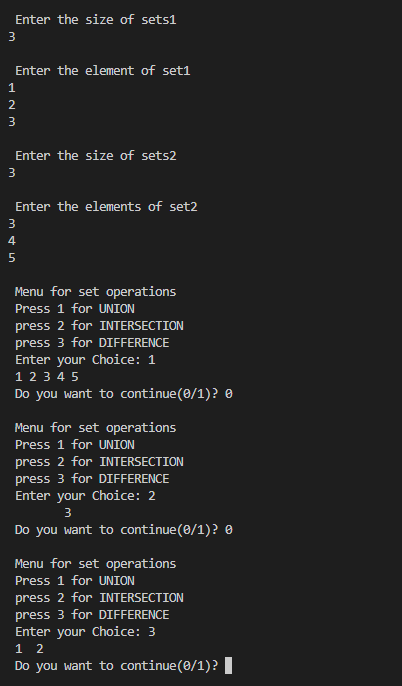 Enter the size of sets1
3
Enter the element of set1
1
2
3
Enter the size of sets2
3
Enter the elements of set2
3
4
5
Menu for set operations
Press 1 for UNION
press 2 for INTERSECTION
press 3 for DIFFERENCE
Enter your Choice: 1
1 2 3 4 5
Do you want to continue(0/1)? 0
Menu for set operations
Press 1 for UNION
press 2 for INTERSECTION
press 3 for DIFFERENCE
Enter your Choice: 2
3
Do you want to continue(0/1)? 0
Menu for set operations
Press 1 for UNION
press 2 for INTERSECTION
press 3 for DIFFERENCE
Enter your Choice: 3
1  2
Do you want to continue(0/1)?